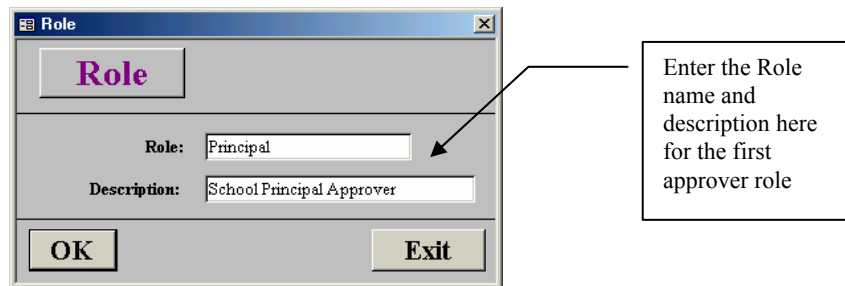 Role
Role
Role: Principal
Description: School Principal Approver
OK Exit
Enter the Role
name and
description here
for the first
approver role